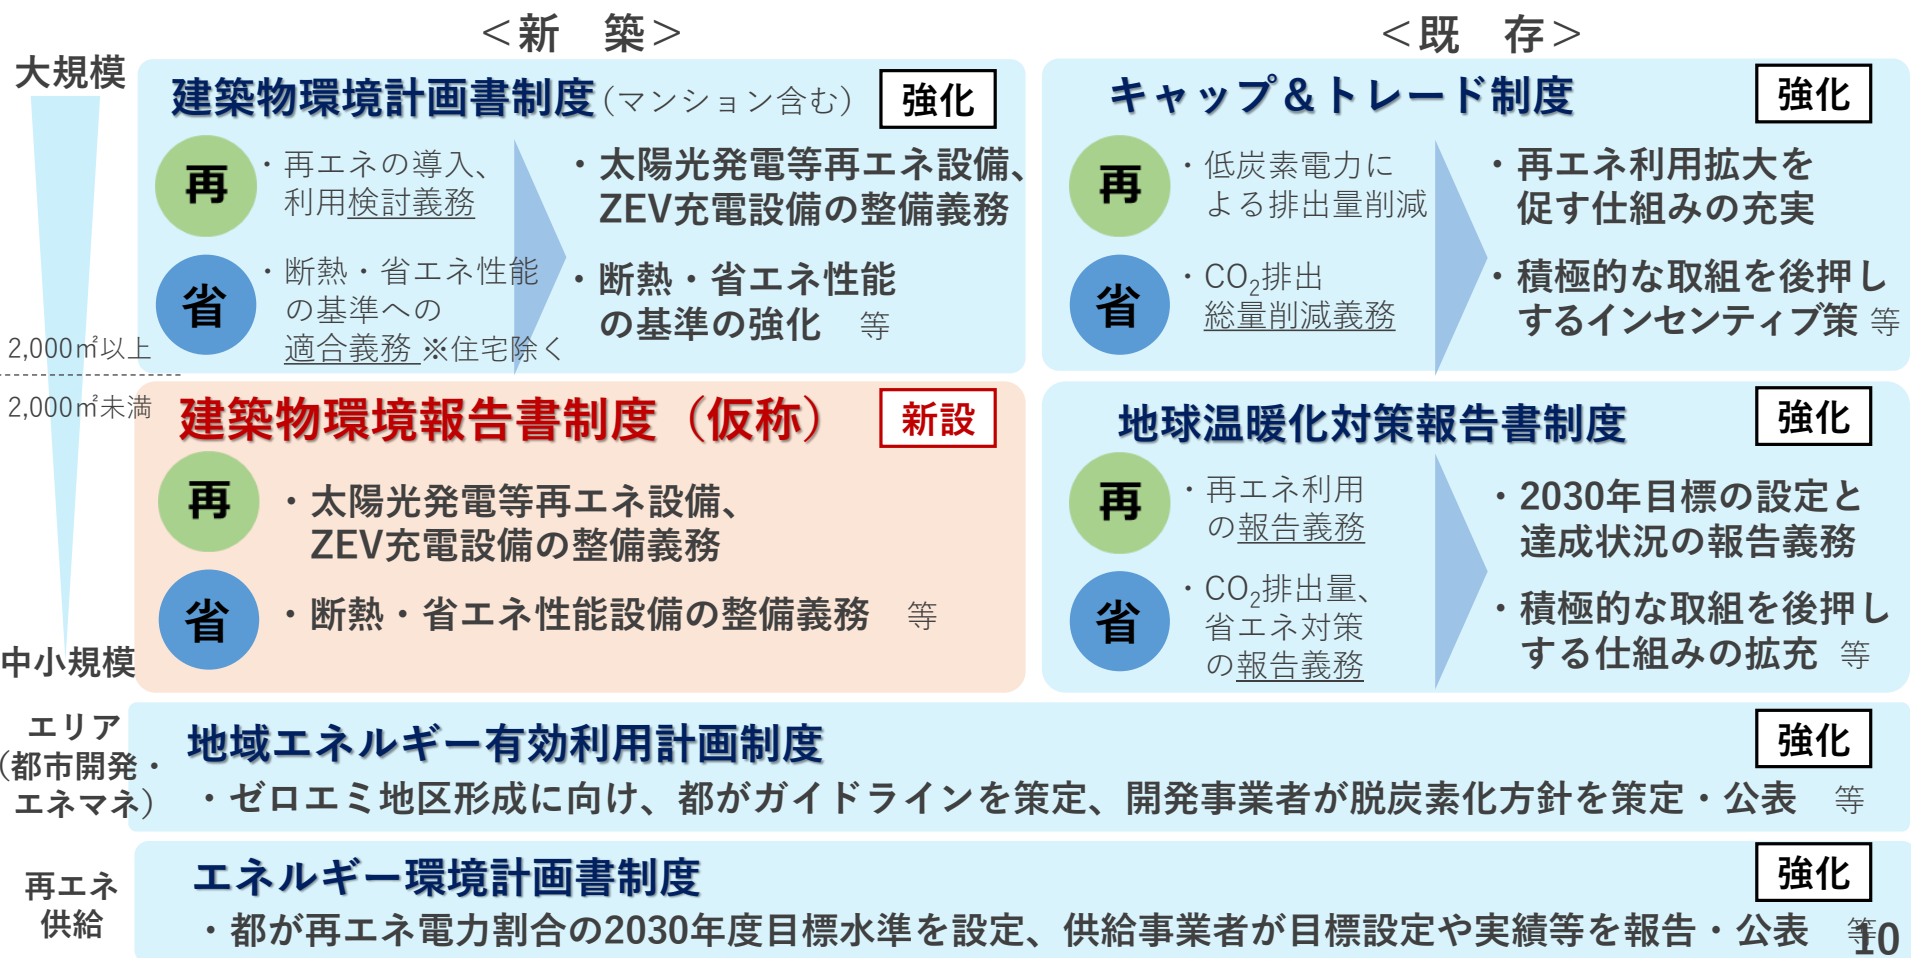 ＜新　築＞
＜既　存＞
大規模
建築物環境計画書制度（マンション含む）
強化
再
・再エネの導入、
利用検討義務
・太陽光発電等再エネ設備、
ZEV充電設備の整備義務
省
・断熱・省エネ性能
の基準への
適合義務 ※住宅除く
・断熱・省エネ性能
の基準の強化　等
キャップ＆トレード制度
強化
再
・低炭素電力に
よる排出量削減
・再エネ利用拡大を
促す仕組みの充実
省
・CO₂排出
総量削減義務
・積極的な取組を後押し
するインセンティブ策 等
2,000㎡以上
2,000㎡未満
建築物環境報告書制度（仮称）
新設
再
・太陽光発電等再エネ設備、
ZEV充電設備の整備義務
省
・断熱・省エネ性能設備の整備義務　等
地球温暖化対策報告書制度
強化
再
・再エネ利用
の報告義務
・2030年目標の設定と
達成状況の報告義務
省
・CO₂排出量、
省エネ対策
の報告義務
・積極的な取組を後押し
する仕組みの拡充　等
中小規模
エリア
（都市開発・
エネマネ）
地域エネルギー有効利用計画制度
強化
・ゼロエミ地区形成に向け、都がガイドラインを策定、開発事業者が脱炭素化方針を策定・公表　等
再エネ
供給
エネルギー環境計画書制度
強化
・都が再エネ電力割合の2030年度目標水準を設定、供給事業者が目標設定や実績等を報告・公表　等
10